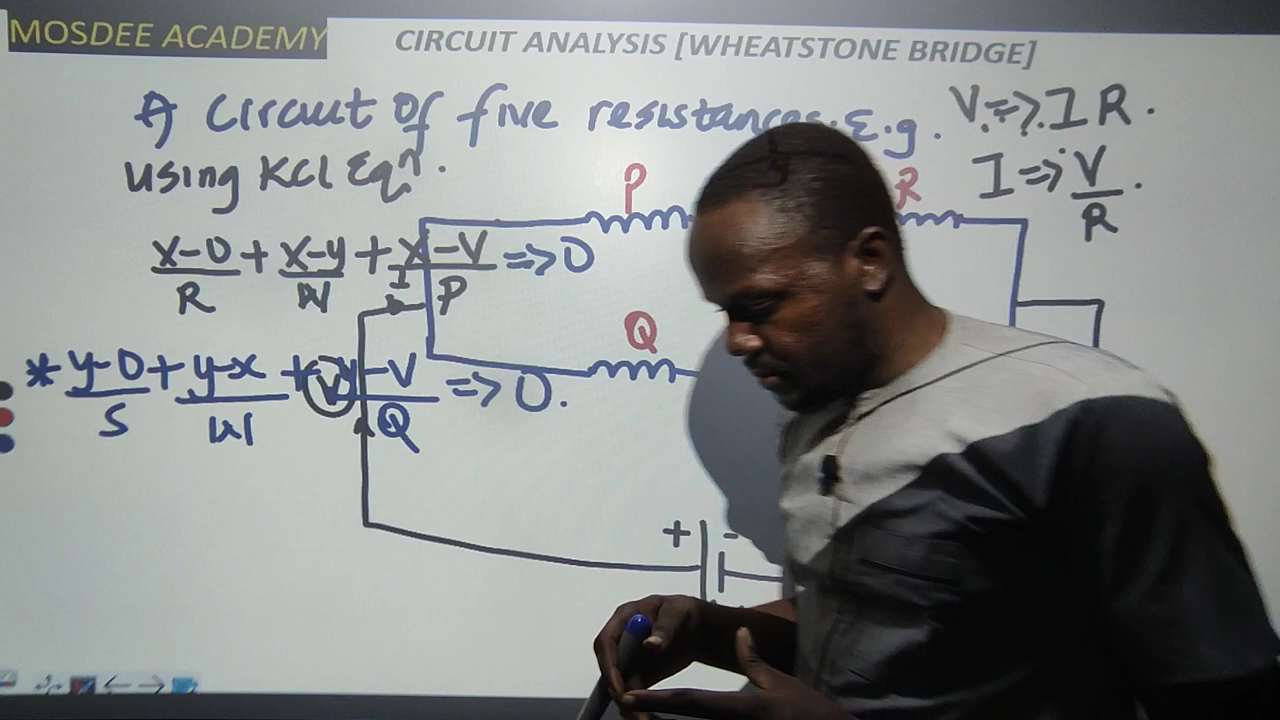 MOSDEE ACADEMY
CIRCUIT ANALYSIS [WHEATSTONE BRIDGE]
A Circuit Of five resistances. E.g.
V => I R.
using KCl Eqⁿ.
I => V/R.
P
R
(x-0)/R + (x-y)/W + (x-V)/P => 0
I
Q
* (y-0)/S + (y-x)/W + (y-V)/Q => 0.
V
+ -